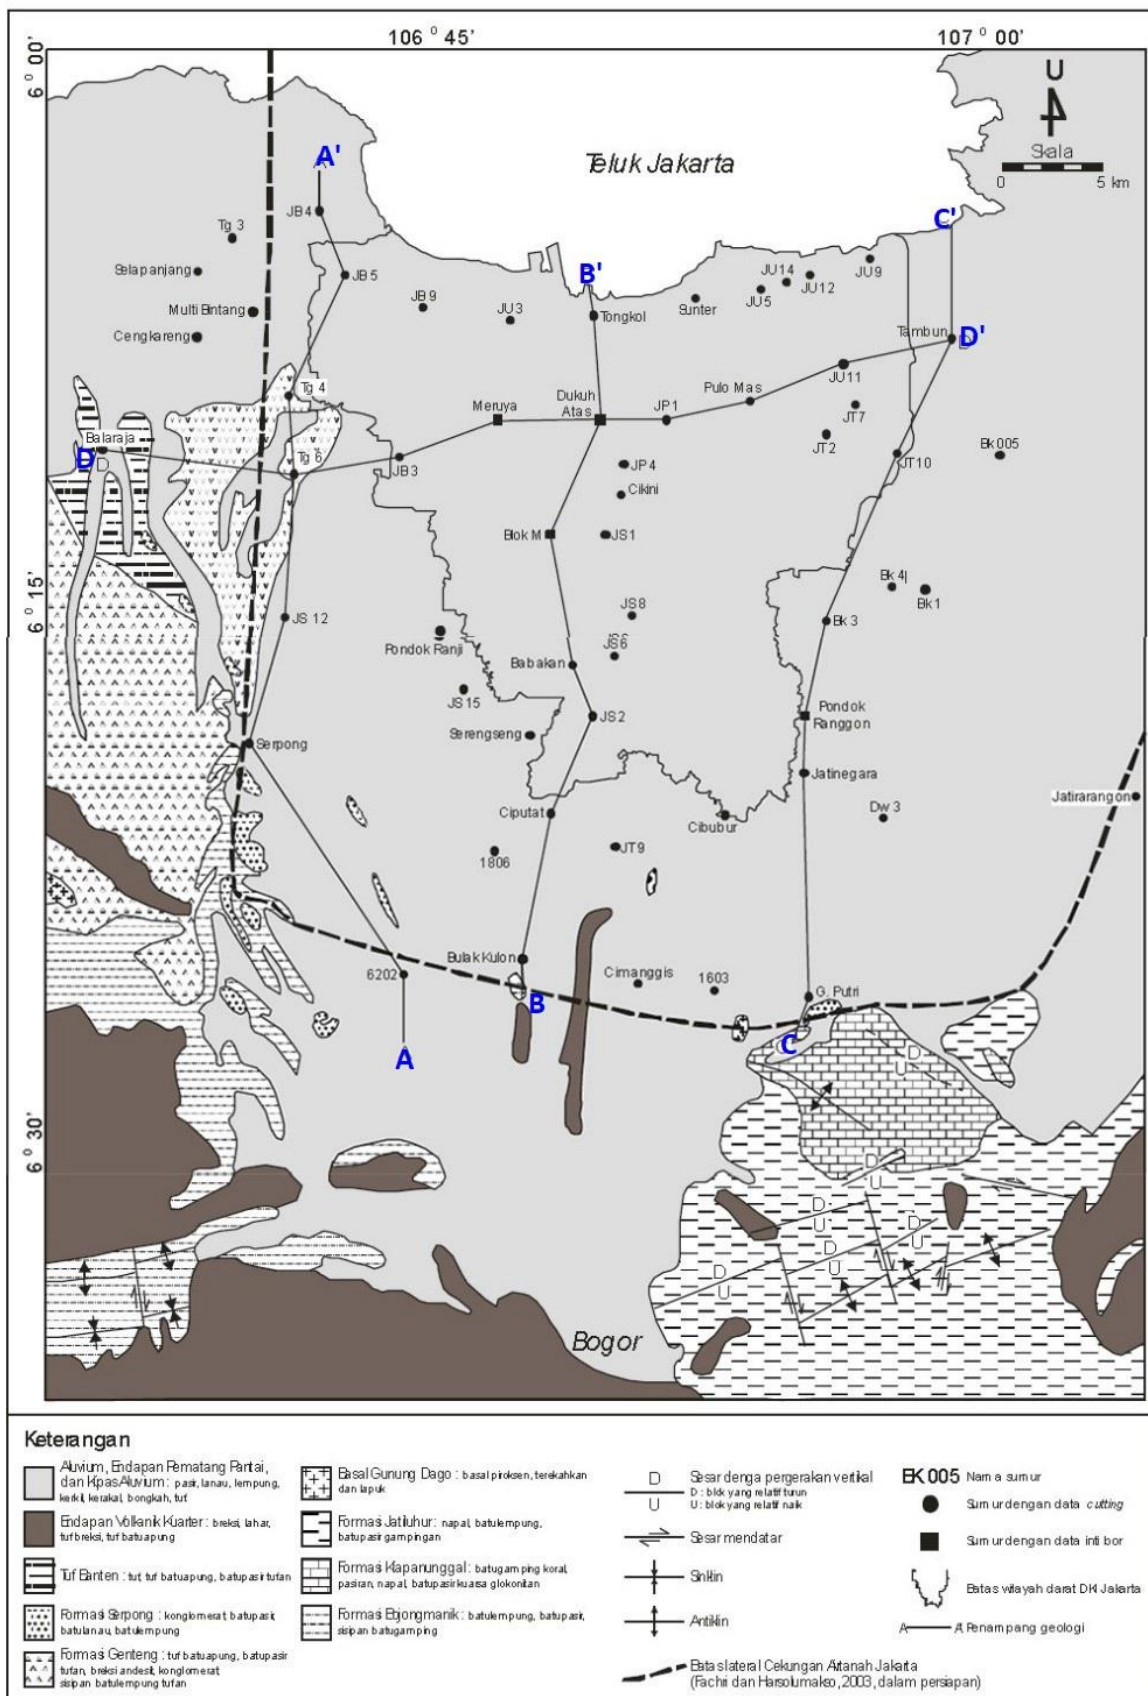 106 ° 45'
107 ° 00'
6 ° 00'
U
Skala
0 5 km
A'
Teluk Jakarta
C'
JB4
Tg 3
Selapanjang
JB5
B'
JU14
JU9
JU12
JB9
JU5
Multi Bintang
JU3
Sunter
Tongkol
Cengkareng
Tambun
D'
D
JU11
Tg 4
Pulo Mas
Meruya
Dukuh
Atas
JP1
JT7
Balaraja
D
D
Tg 6
JB3
JP4
JT2
JT10
Bk 005
Cikini
Blok M
JS1
6 ° 15'
Bk 4
Bk1
JS 12
JS8
Bk 3
Pondok Ranji
JS6
Babakan
JS15
JS2
Pondok
Ranggon
Serengseng
Serpong
Jatinegara
Jatirarangon
Ciputat
Cibubur
Dw 3
1806
JT9
Bulak Kulon
6202
Cimanggis
1603
G. Putri
B
A
C
D
U
6 ° 30'
D
U
D
U
D
U
D
U
D
U
Bogor
Keterangan
Aluvium, Endapan Pematang Pantai,
dan Kipas Aluvium : pasir, lanau, lempung,
kerkil, kerakal, bongkah, tuf.
Endapan Volkanik Kuarter : breksi, lahar,
tuf breksi, tuf batuapung
Tuf Banten : tuf, tuf batuapung, batupasir tufan
Formasi Serpong : konglomerat, batupasir,
batulanau, batulempung
Formasi Genteng : tuf batuapung, batupasir
tufan, breksi andesit, konglomerat,
sisipan batulempung tufan
Basal Gunung Dago : basal piroksen, terekahkan
dan lapuk
Formasi Jatiluhur : napal, batulempung,
batupasir gampingan
Formasi Klapanunggal : batugamping koral,
pasiran, napal, batupasir kuarsa glokonitan
Formasi Bojongmanik : batulempung, batupasir,
sisipan batugamping
D
U
Sesar denga pergerakan vertikal
D : blok yang relatif turun
U : blok yang relatif naik
Sesar mendatar
Sinklin
Antiklin
Batas lateral Cekungan Airtanah Jakarta
(Fachri dan Harsolumakso, 2003, dalam persiapan)
BK 005 Nama sumur
Sumur dengan data cutting
Sumur dengan data inti bor
Batas wilayah darat DKI Jakarta
A A' Penampang geologi